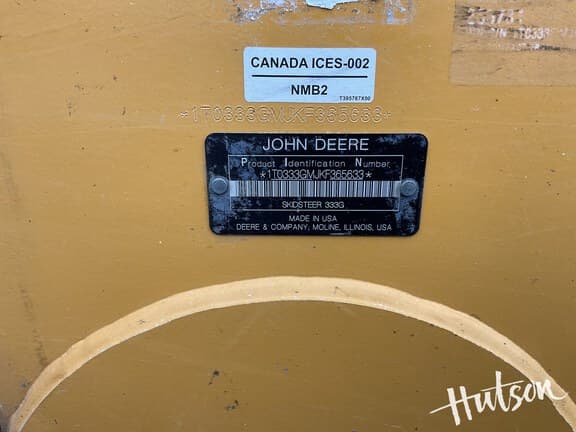 CANADA ICES-002
NMB2
T395787X90
*1T0333GMJKF365633*
JOHN DEERE
Product Identification Number
*1T0333GMJKF365633*
SKIDSTEER 333G
MADE IN USA
DEERE & COMPANY, MOLINE, ILLINOIS, USA
Hutson